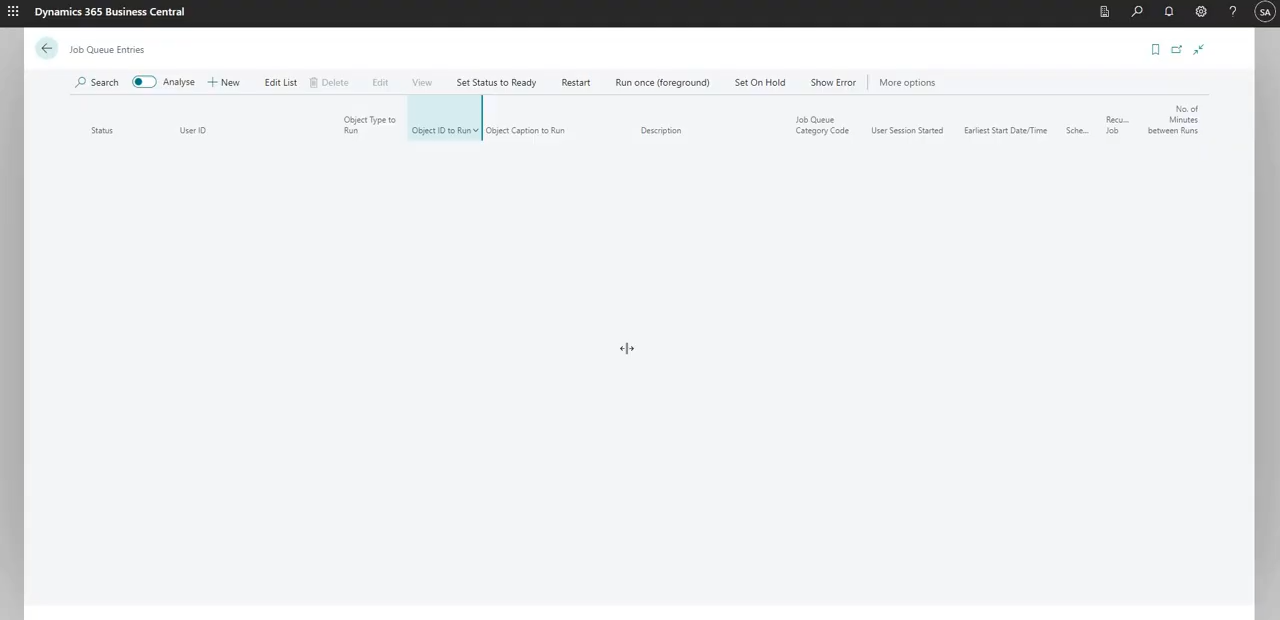 Dynamics 365 Business Central
SA
Job Queue Entries
Search Analyse New Edit List Delete Edit View Set Status to Ready Restart Run once (foreground) Set On Hold Show Error More options
Status
User ID
Object Type to
Run
Object ID to Run
Object Caption to Run
Description
Job Queue
Category Code
User Session Started
Earliest Start Date/Time
Sche...
Recu...
Job
No. of
Minutes
between Runs